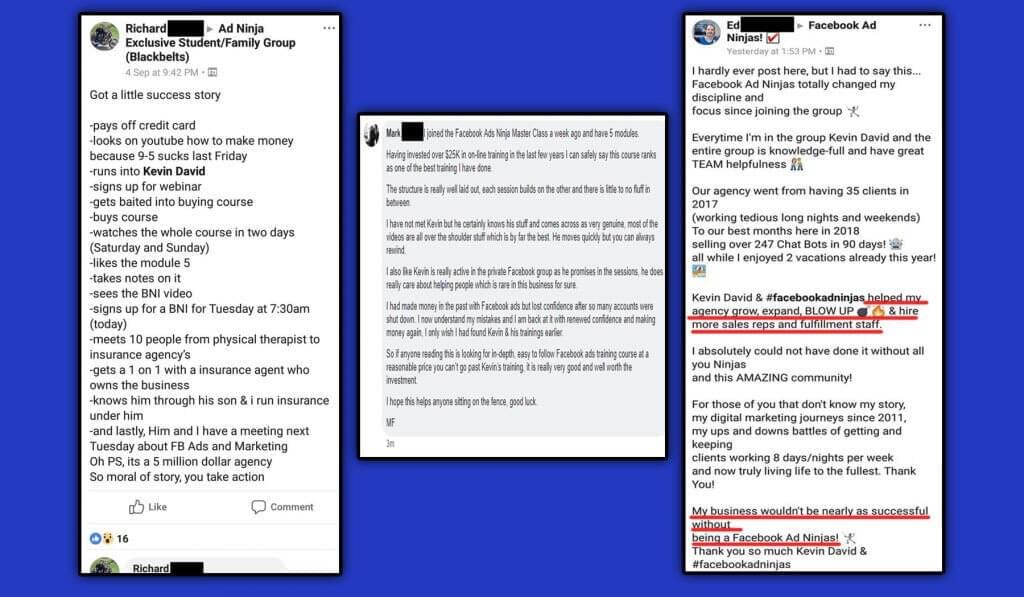 Richard ▸ Ad Ninja
Exclusive Student/Family Group
(Blackbelts)
4 Sep at 9:42 PM •
Got a little success story
-pays off credit card
-looks on youtube how to make money
because 9-5 sucks last Friday
-runs into Kevin David
-signs up for webinar
-gets baited into buying course
-buys course
-watches the whole course in two days
(Saturday and Sunday)
-likes the module 5
-takes notes on it
-sees the BNI video
-signs up for a BNI for Tuesday at 7:30am
(today)
-meets 10 people from physical therapist to
insurance agency's
-gets a 1 on 1 with a insurance agent who
owns the business
-knows him through his son & i run insurance
under him
-and lastly, Him and I have a meeting next
Tuesday about FB Ads and Marketing
Oh PS, its a 5 million dollar agency
So moral of story, you take action
Like Comment
16
Richard
Mark I joined the Facebook Ads Ninja Master Class a week ago and have 5 modules.
Having invested over $25K in on-line training in the last few years I can safely say this course ranks
as one of the best training I have done.
The structure is really well laid out, each session builds on the other and there is little to no fluff in
between.
I have not met Kevin but he certainly knows his stuff and comes across as very genuine, most of the
videos are all over the shoulder stuff which is by far the best. He moves quickly but you can always
rewind.
I also like Kevin is really active in the private Facebook group as he promises in the sessions, he does
really care about helping people which is rare in this business for sure.
I had made money in the past with Facebook ads but lost confidence after so many accounts were
shut down. I now understand my mistakes and I am back at with renewed confidence and making
money again, I only wish I had found Kevin & his trainings earlier.
So if anyone reading this is looking for in-depth, easy to follow Facebook ads training course at a
reasonable price you can't go past Kevin's training, it is really very good and well worth the
investment.
I hope this helps anyone sitting on the fence, good luck.
MF
3m
Ed ▸ Facebook Ad
Ninjas! ☑
Yesterday at 1:53 PM •
I hardly ever post here, but I had to say this...
Facebook Ad Ninjas totally changed my
discipline and
focus since joining the group
Everytime I'm in the group Kevin David and the
entire group is knowledge-full and have great
TEAM helpfulness
Our agency went from having 35 clients in
2017
(working tedious long nights and weekends)
To our best months here in 2018
selling over 247 Chat Bots in 90 days!
all while I enjoyed 2 vacations already this year!
Kevin David & #facebookadninjas helped my
agency grow, expand, BLOW UP 💣🔥 & hire
more sales reps and fulfillment staff.
I absolutely could not have done it without all
you Ninjas
and this AMAZING community!
For those of you that don't know my story,
my digital marketing journeys since 2011,
my ups and downs battles of getting and
keeping
clients working 8 days/nights per week
and now truly living life to the fullest. Thank
You!
My business wouldn't be nearly as successful
without
being a Facebook Ad Ninjas!
Thank you so much Kevin David &
#facebookadninjas